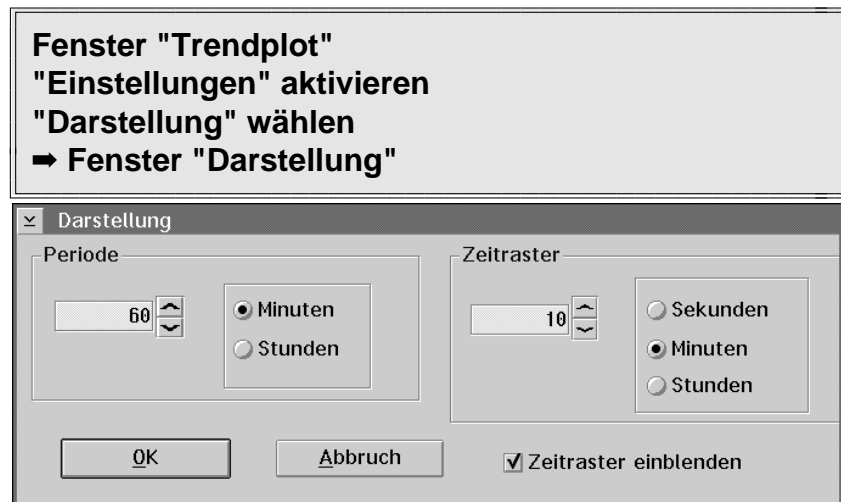 Fenster "Trendplot"
"Einstellungen" aktivieren
"Darstellung" wählen
➡ Fenster "Darstellung"
Darstellung
Periode
60
Minuten
Stunden
Zeitraster
10
Sekunden
Minuten
Stunden
OK
Abbruch
Zeitraster einblenden